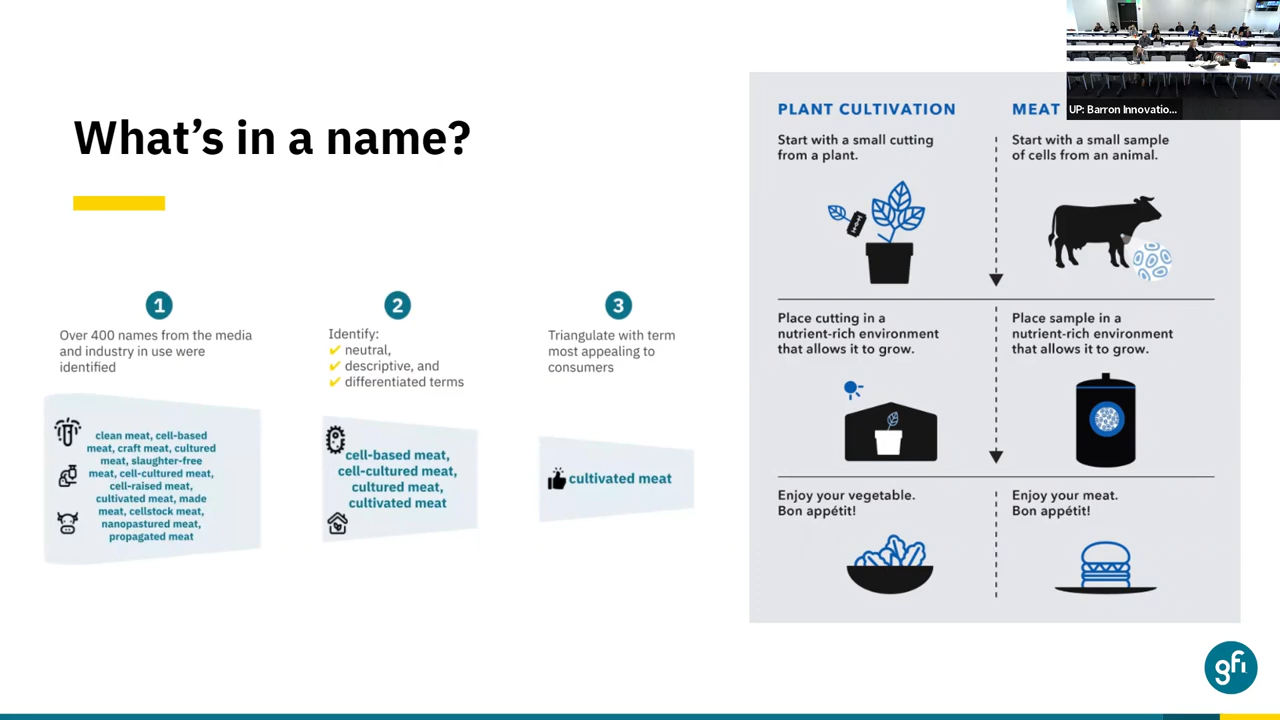 What's in a name?
1
Over 400 names from the media
and industry in use were
identified
clean meat, cell-based
meat, craft meat, cultured
meat, slaughter-free
meat, cell-cultured meat,
cell-raised meat,
cultivated meat, made
meat, cellstock meat,
nanopastured meat,
propagated meat
2
Identify:
✔ neutral,
✔ descriptive, and
✔ differentiated terms
cell-based meat,
cell-cultured meat,
cultured meat,
cultivated meat
3
Triangulate with term
most appealing to
consumers
cultivated meat
PLANT CULTIVATION
Start with a small cutting
from a plant.
Place cutting in a
nutrient-rich environment
that allows it to grow.
Enjoy your vegetable.
Bon appétit!
MEAT
Start with a small sample
of cells from an animal.
Place sample in a
nutrient-rich environment
that allows it to grow.
Enjoy your meat.
Bon appétit!
UP: Barron Innovatio...
gfi